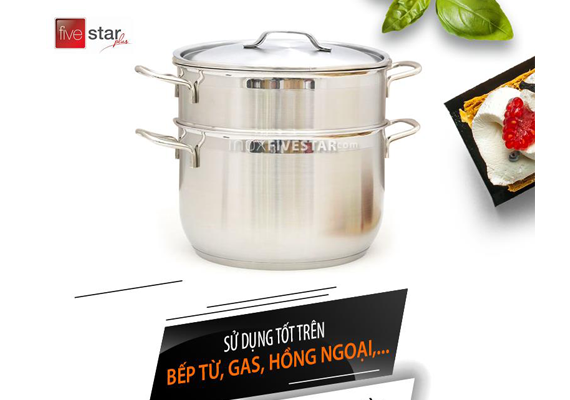 five star
plus
inoxFIVESTAR.com
SỬ DỤNG TỐT TRÊN
BẾP TỪ, GAS, HỒNG NGOẠI,...